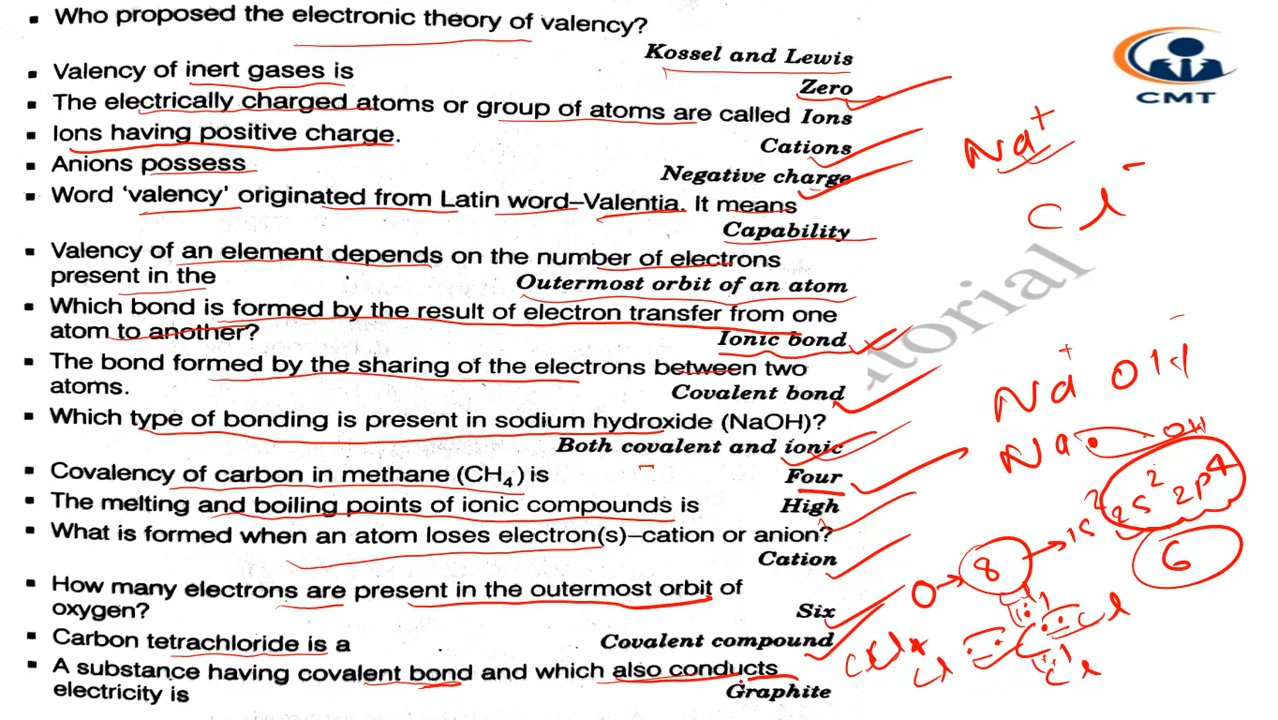 ▪ Who proposed the electronic theory of valency?
Kossel and Lewis
▪ Valency of inert gases is
Zero
▪ The electrically charged atoms or group of atoms are called Ions
▪ Ions having positive charge.
Cations
▪ Anions possess
Negative charge
▪ Word 'valency' originated from Latin word–Valentia. It means
Capability
▪ Valency of an element depends on the number of electrons
present in the
Outermost orbit of an atom
▪ Which bond is formed by the result of electron transfer from one
atom to another?
Ionic bond
▪ The bond formed by the sharing of the electrons between two
atoms.
Covalent bond
▪ Which type of bonding is present in sodium hydroxide (NaOH)?
Both covalent and ionic
▪ Covalency of carbon in methane (CH₄) is
Four
▪ The melting and boiling points of ionic compounds is
High
▪ What is formed when an atom loses electron(s)–cation or anion?
Cation
▪ How many electrons are present in the outermost orbit of
oxygen?
Six
▪ Carbon tetrachloride is a
Covalent compound
▪ A substance having covalent bond and which also conducts
electricity is
Graphite
CMT
Na⁺
Cl⁻
torial
Na⁺ OH⁻
Na OH
O → 8 → 1s² 2s² 2p⁴
6
Cl
Cl C Cl
Cl